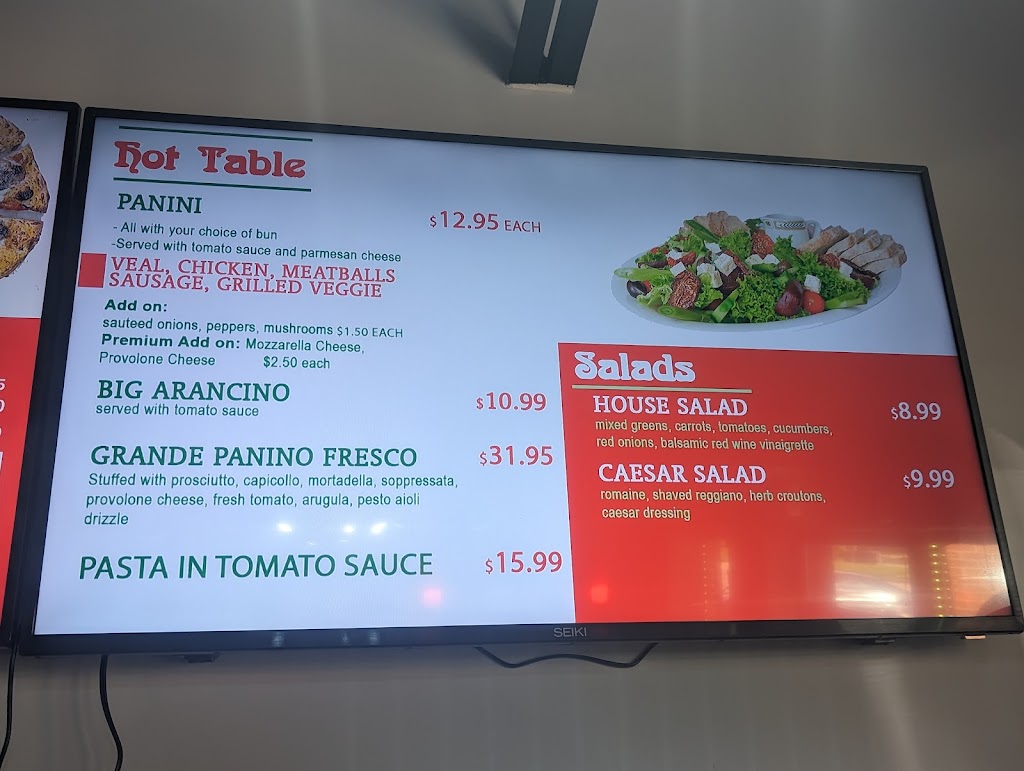 Hot Table
PANINI
$12.95 EACH
- All with your choice of bun
-Served with tomato sauce and parmesan cheese
VEAL, CHICKEN, MEATBALLS
SAUSAGE, GRILLED VEGGIE
Add on:
sauteed onions, peppers, mushrooms $1.50 EACH
Premium Add on: Mozzarella Cheese,
Provolone Cheese $2.50 each
BIG ARANCINO $10.99
served with tomato sauce
GRANDE PANINO FRESCO $31.95
Stuffed with prosciutto, capicollo, mortadella, soppressata,
provolone cheese, fresh tomato, arugula, pesto aioli
drizzle
PASTA IN TOMATO SAUCE $15.99
Salads
HOUSE SALAD $8.99
mixed greens, carrots, tomatoes, cucumbers,
red onions, balsamic red wine vinaigrette
CAESAR SALAD $9.99
romaine, shaved reggiano, herb croutons,
caesar dressing
SEIKI